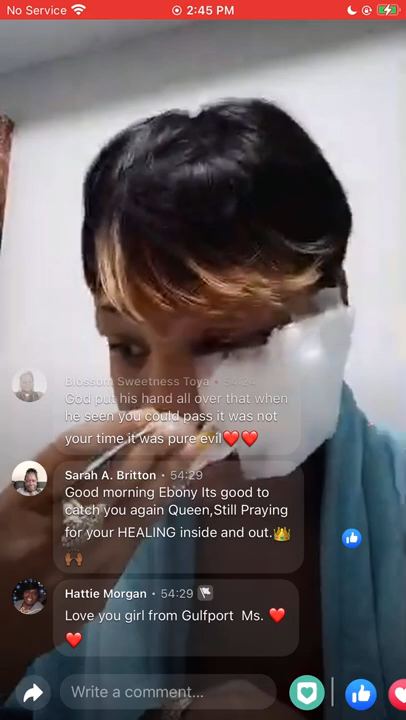 No Service 2:45 PM
Blossom Sweetness Toya • 54:24
God put his hand all over that when
he seen you could pass it was not
your time it was pure evil❤️❤️
Sarah A. Britton • 54:29
Good morning Ebony Its good to
catch you again Queen,Still Praying
for your HEALING inside and out.👑
🙌🏾
Hattie Morgan • 54:29
Love you girl from Gulfport Ms. ❤️
❤️
Write a comment...